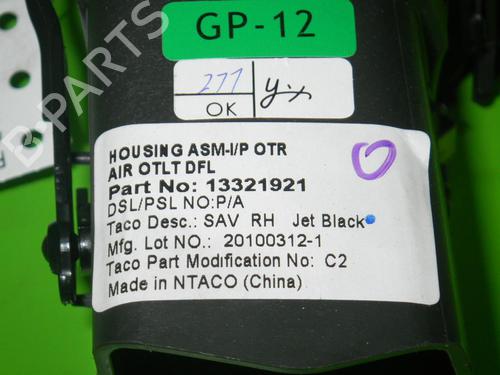 GP-12
277
OK
HOUSING ASM-I/P OTR
AIR OTLT DFL
Part No: 13321921
DSL/PSL NO:P/A
Taco Desc.: SAV RH Jet Black
Mfg. Lot NO.: 20100312-1
Taco Part Modification No: C2
Made in NTACO (China)
B-PARTS